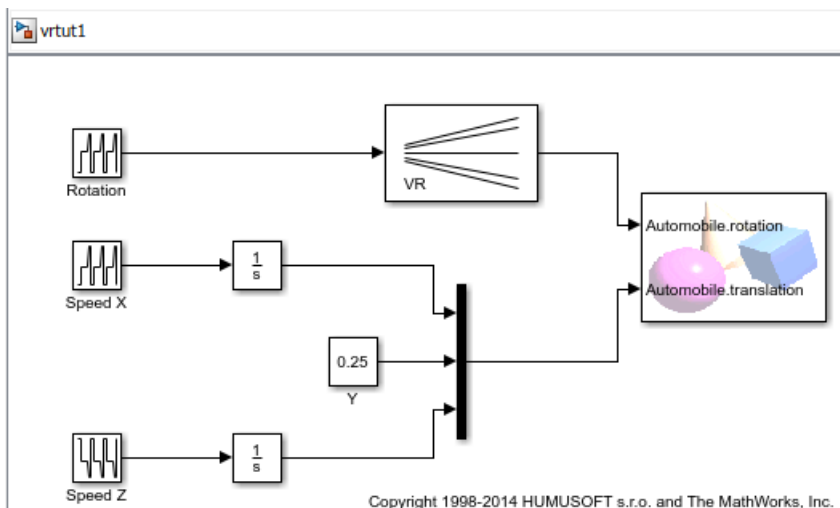 vrtut1
Rotation
VR
Automobile.rotation
Speed X
1
s
Automobile.translation
0.25
Y
Speed Z
1
s
Copyright 1998-2014 HUMUSOFT s.r.o. and The MathWorks, Inc.